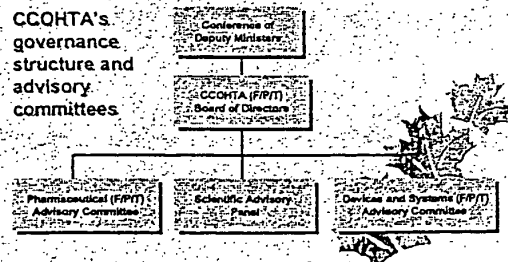 CCOHTA's
governance
structure and
advisory
committees
Conference of
Deputy Ministers
CCOHTA (F/P/T)
Board of Directors
Pharmaceutical (F/P/T)
Advisory Committee
Scientific Advisory
Panel
Devices and Systems (F/P/T)
Advisory Committee